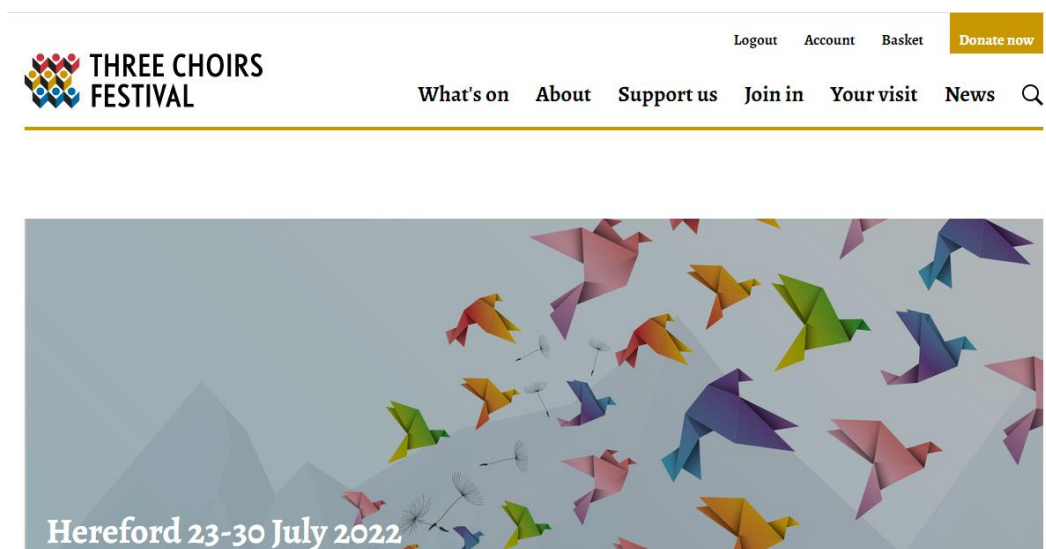 Logout Account Basket Donate now
THREE CHOIRS
FESTIVAL
What's on About Support us Join in Your visit News
Hereford 23-30 July 2022